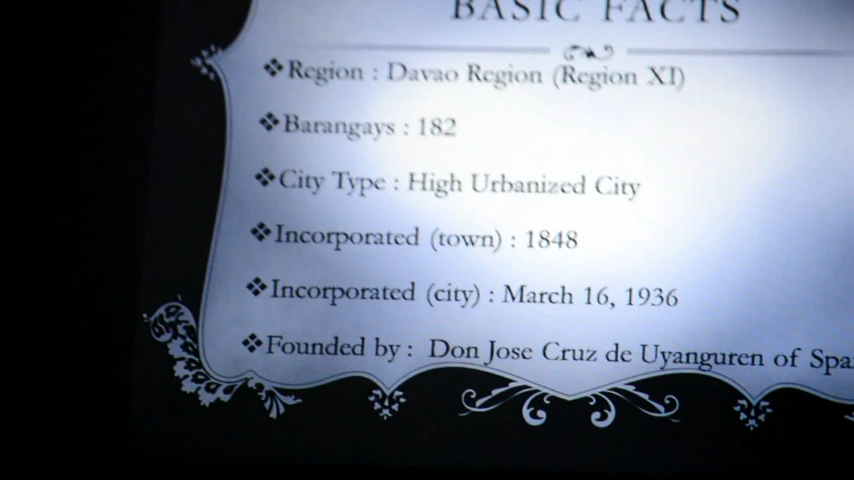 BASIC FACTS
❖Region : Davao Region (Region XI)
❖Barangays : 182
❖City Type : High Urbanized City
❖Incorporated (town) : 1848
❖Incorporated (city) : March 16, 1936
❖Founded by : Don Jose Cruz de Uyanguren of Spa